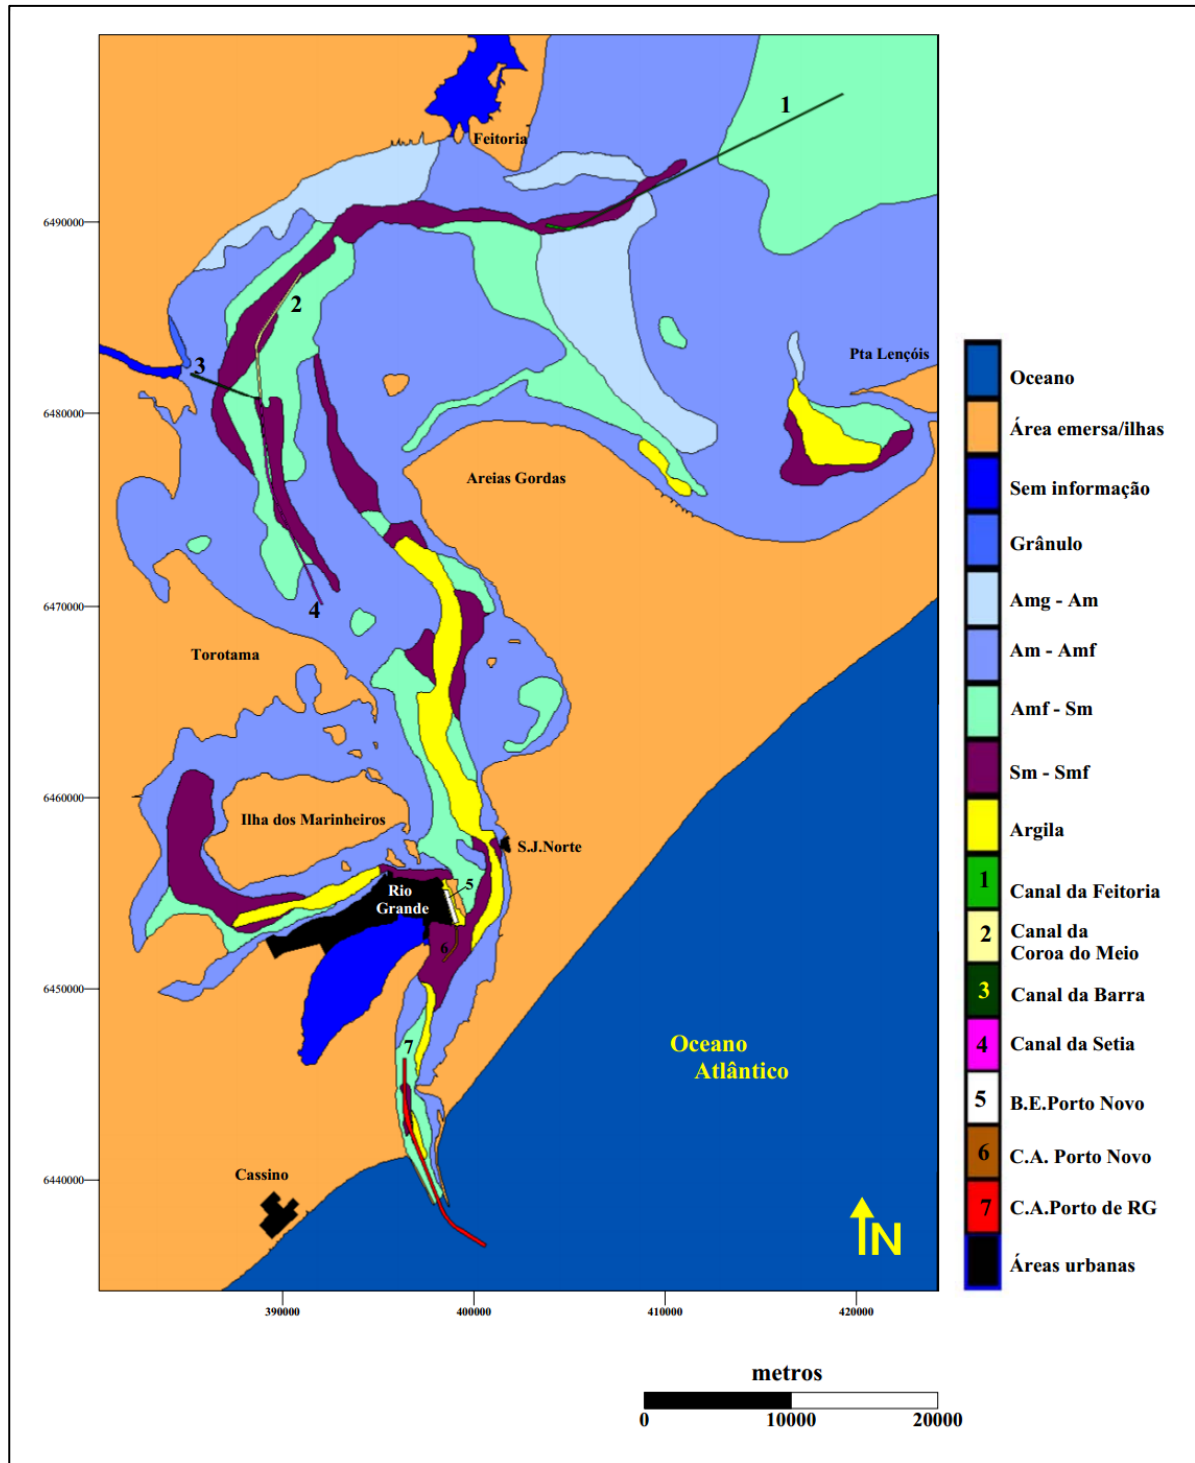 1
Feitoria
6490000
2
3
Pta Lençóis
6480000
Areias Gordas
4
6470000
Torotama
6460000
Ilha dos Marinheiros
S.J.Norte
Rio
Grande
5
6
6450000
7
Oceano
Atlântico
Cassino
6440000
N
390000
400000
410000
420000
metros
0
10000
20000
Oceano
Área emersa/ilhas
Sem informação
Grânulo
Amg - Am
Am - Amf
Amf - Sm
Sm - Smf
Argila
1 Canal da Feitoria
2 Canal da
Coroa do Meio
3 Canal da Barra
4 Canal da Setia
5 B.E.Porto Novo
6 C.A. Porto Novo
7 C.A.Porto de RG
Áreas urbanas